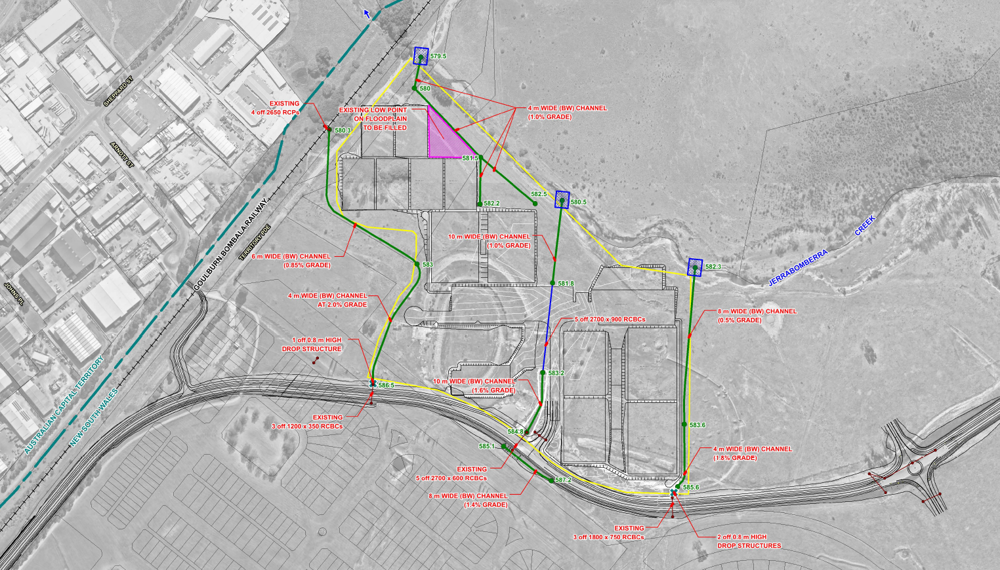 579.5
580
SHEPPARD ST
EXISTING
4 off 2650 RCPs
EXISTING LOW POINT
ON FLOODPLAIN
TO BE FILLED
4 m WIDE (BW) CHANNEL
(1.0% GRADE)
580.3
ARNOTT ST
581.5
582.2
582.5
580.5
GOULBURN BOMBALA RAILWAY
TERRITORY PDE
10 m WIDE (BW) CHANNEL
(1.0% GRADE)
6 m WIDE (BW) CHANNEL
(0.85% GRADE)
583
582.3
JERRABOMBERRA
CREEK
JOHNS PL
581.8
4 m WIDE (BW) CHANNEL
AT 2.0% GRADE
8 m WIDE (BW) CHANNEL
(0.5% GRADE)
5 off 2700 x 900 RCBCs
1 off 0.8 m HIGH
DROP STRUCTURE
AUSTRALIAN CAPITAL TERRITORY
NEW SOUTH WALES
583.2
586.5
10 m WIDE (BW) CHANNEL
(1.6% GRADE)
EXISTING
3 off 1200 x 350 RCBCs
583.6
584.8
585.1
4 m WIDE (BW) CHANNEL
(1.8% GRADE)
EXISTING
5 off 2700 x 600 RCBCs
587.2
585.6
8 m WIDE (BW) CHANNEL
(1.4% GRADE)
EXISTING
3 off 1800 x 750 RCBCs
2 off 0.8 m HIGH
DROP STRUCTURES